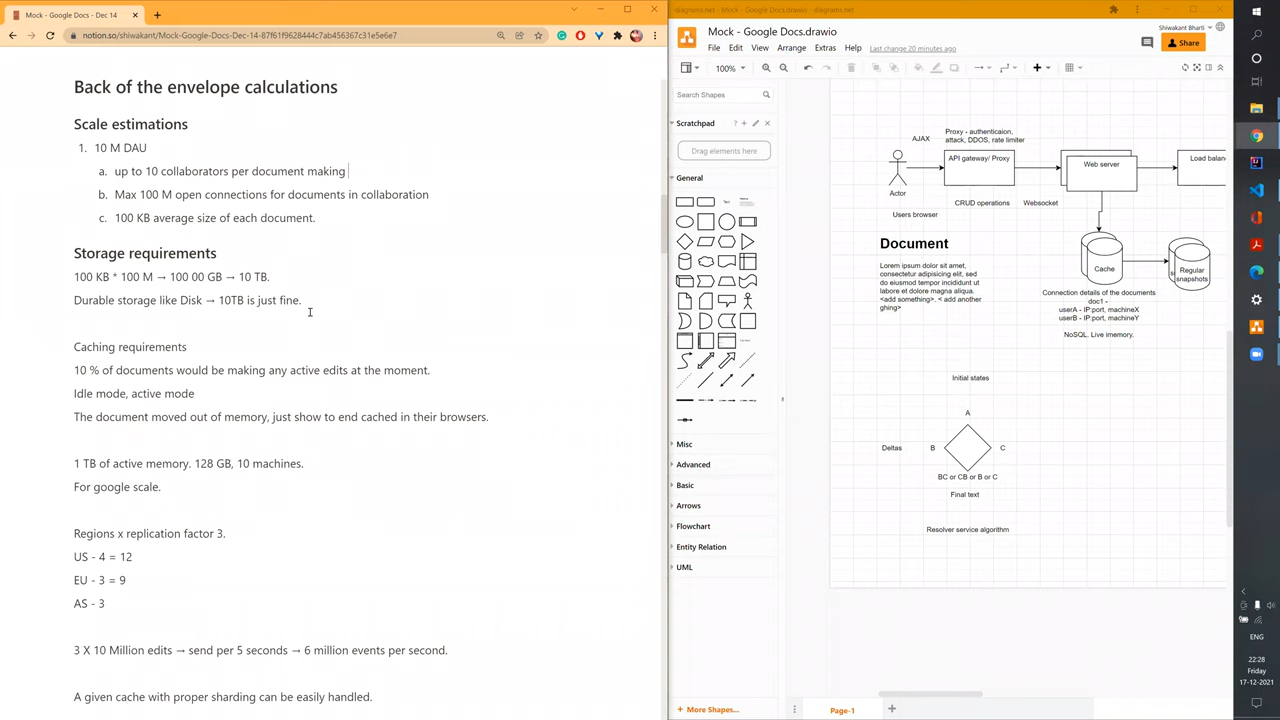 Mock - Google Docs - Dec 14
notion.so/shiwakant/Mock-Google-Docs-Dec-14-87f61f9628444c7ab456367c31e5e6e7
Back of the envelope calculations
Scale estimations
1. 10 M DAU
a. up to 10 collaborators per document making
b. Max 100 M open connections for documents in collaboration
c. 100 KB average size of each document.
Storage requirements
100 KB * 100 M → 100 00 GB → 10 TB.
Durable storage like Disk → 10TB is just fine.
Caching requirements
10 % of documents would be making any active edits at the moment.
Idle mode, active mode
The document moved out of memory, just show to end cached in their browsers.
1 TB of active memory. 128 GB, 10 machines.
For google scale.
Regions x replication factor 3.
US - 4 = 12
EU - 3 = 9
AS - 3
3 X 10 Million edits → send per 5 seconds → 6 million events per second.
A given cache with proper sharding can be easily handled.
diagrams.net - Mock - Google Docs.drawio - diagrams.net
Mock - Google Docs.drawio
Shiwakant Bharti
File Edit View Arrange Extras Help Last change 20 minutes ago
Share
100%
Search Shapes
Scratchpad
Drag elements here
General
Misc
Advanced
Basic
Arrows
Flowchart
Entity Relation
UML
+ More Shapes...
AJAX
Proxy - authenticaion,
attack, DDOS, rate limiter
API gateway/ Proxy
Web server
Load balan
Actor
Users browser
CRUD operations
Websocket
Document
Lorem ipsum dolor sit amet,
consectetur adipisicing elit, sed
do eiusmod tempor incididunt ut
labore et dolore magna aliqua.
<add something>. < add another
ghing>
Cache
Regular
snapshots
Connection details of the documents
doc1 -
userA - IP:port, machineX
userB - IP:port, machineY
NoSQL. Live imemory.
Initial states
A
Deltas
B
C
BC or CB or B or C
Final text
Resolver service algorithm
Page-1
ENG
22:28
Friday
17-12-2021